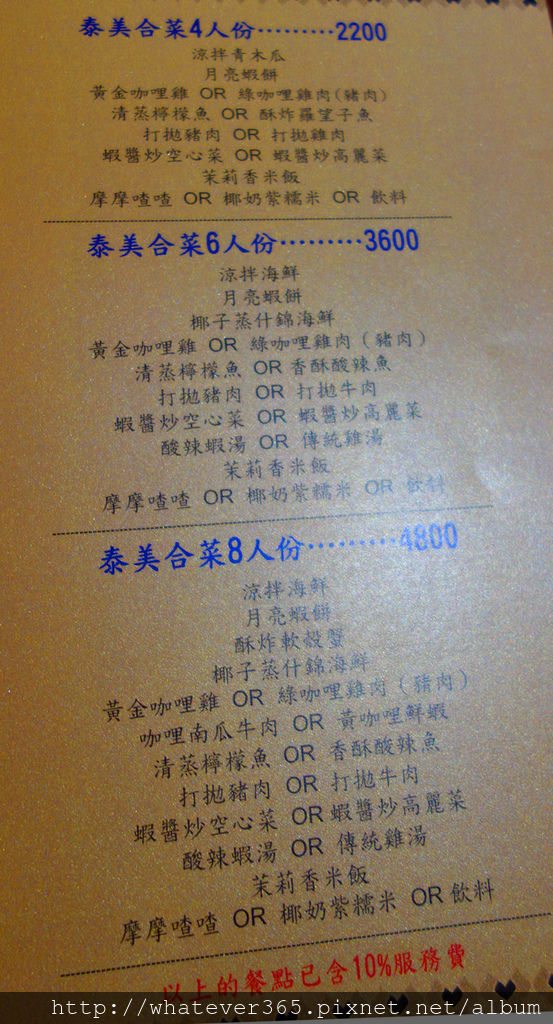 泰美合菜4人份⋯⋯⋯2200
涼拌青木瓜
月亮蝦餅
黃金咖哩雞 OR 綠咖哩雞肉(豬肉)
清蒸檸檬魚 OR 酥炸羅望子魚
打拋豬肉 OR 打拋雞肉
蝦醬炒空心菜 OR 蝦醬炒高麗菜
茉莉香米飯
摩摩喳喳 OR 椰奶紫糯米 OR 飲料
泰美合菜6人份⋯⋯⋯3600
涼拌海鮮
月亮蝦餅
椰子蒸什錦海鮮
黃金咖哩雞 OR 綠咖哩雞肉(豬肉)
清蒸檸檬魚 OR 香酥酸辣魚
打拋豬肉 OR 打拋牛肉
蝦醬炒空心菜 OR 蝦醬炒高麗菜
酸辣蝦湯 OR 傳統雞湯
茉莉香米飯
摩摩喳喳 OR 椰奶紫糯米 OR 飲料
泰美合菜8人份⋯⋯⋯4800
涼拌海鮮
月亮蝦餅
酥炸軟殼蟹
椰子蒸什錦海鮮
黃金咖哩雞 OR 綠咖哩雞肉(豬肉)
咖哩南瓜牛肉 OR 黃咖哩鮮蝦
清蒸檸檬魚 OR 香酥酸辣魚
打拋豬肉 OR 打拋牛肉
蝦醬炒空心菜 OR 蝦醬炒高麗菜
酸辣蝦湯 OR 傳統雞湯
茉莉香米飯
摩摩喳喳 OR 椰奶紫糯米 OR 飲料
以上的餐點已含10%服務費
http://whatever365.pixnet.net/album